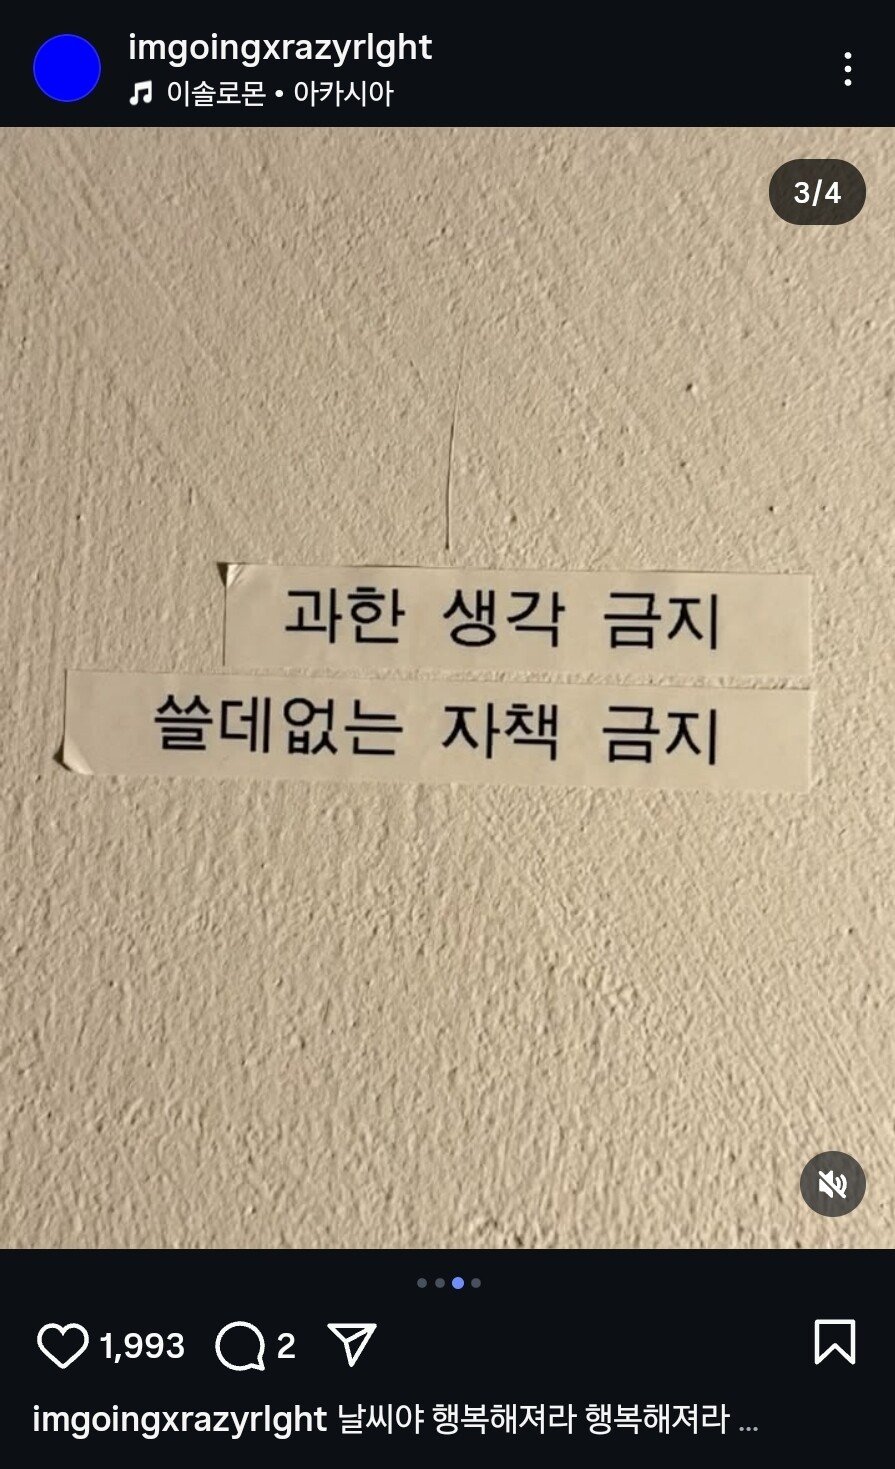 imgoingxrazyrlght
이솔로몬 • 아카시아
3/4
과한 생각 금지
쓸데없는 자책 금지
1,993
2
imgoingxrazyrlght 날씨야 행복해져라 행복해져라 ...